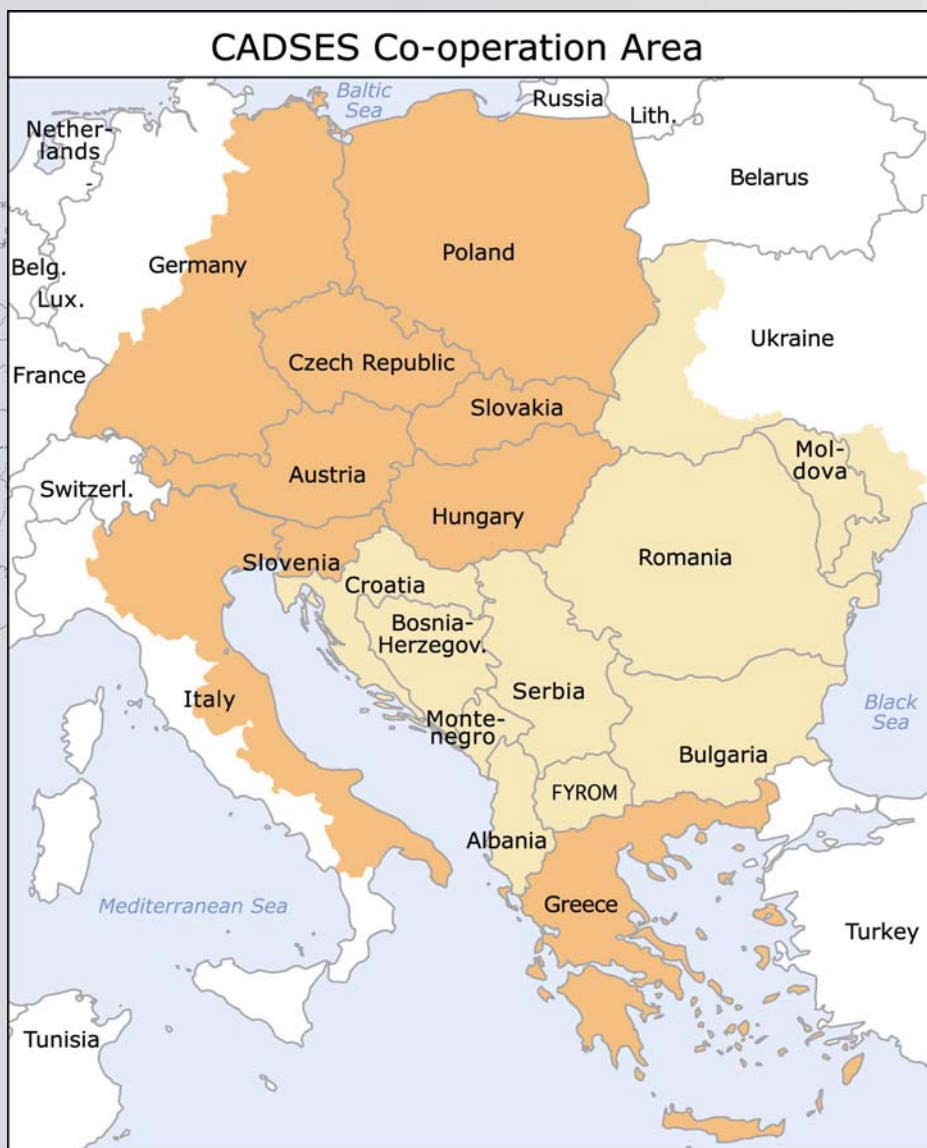 CADSES Co-operation Area
Baltic
Sea
Russia
Lith.
Nether-
lands
Belarus
Poland
Germany
Belg.
Lux.
Ukraine
Czech Republic
France
Slovakia
Mol-
dova
Austria
Switzerl.
Hungary
Romania
Slovenia
Croatia
Bosnia-
Herzegov.
Serbia
Italy
Black
Sea
Monte-
negro
Bulgaria
FYROM
Albania
Mediterranean Sea
Greece
Turkey
Tunisia